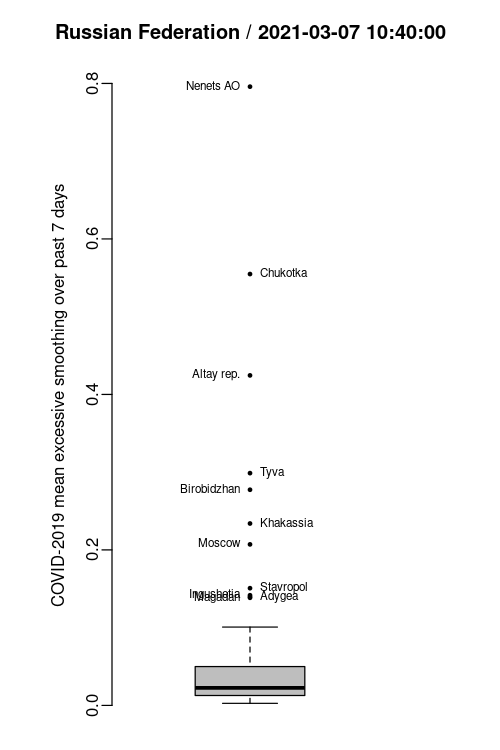 Russian Federation / 2021-03-07 10:40:00
COVID-2019 mean excessive smoothing over past 7 days
0.8
0.6
0.4
0.2
0.0
Nenets AO
Chukotka
Altay rep.
Tyva
Birobidzhan
Khakassia
Moscow
Stavropol
Ingushetia
Magadan
Adygea